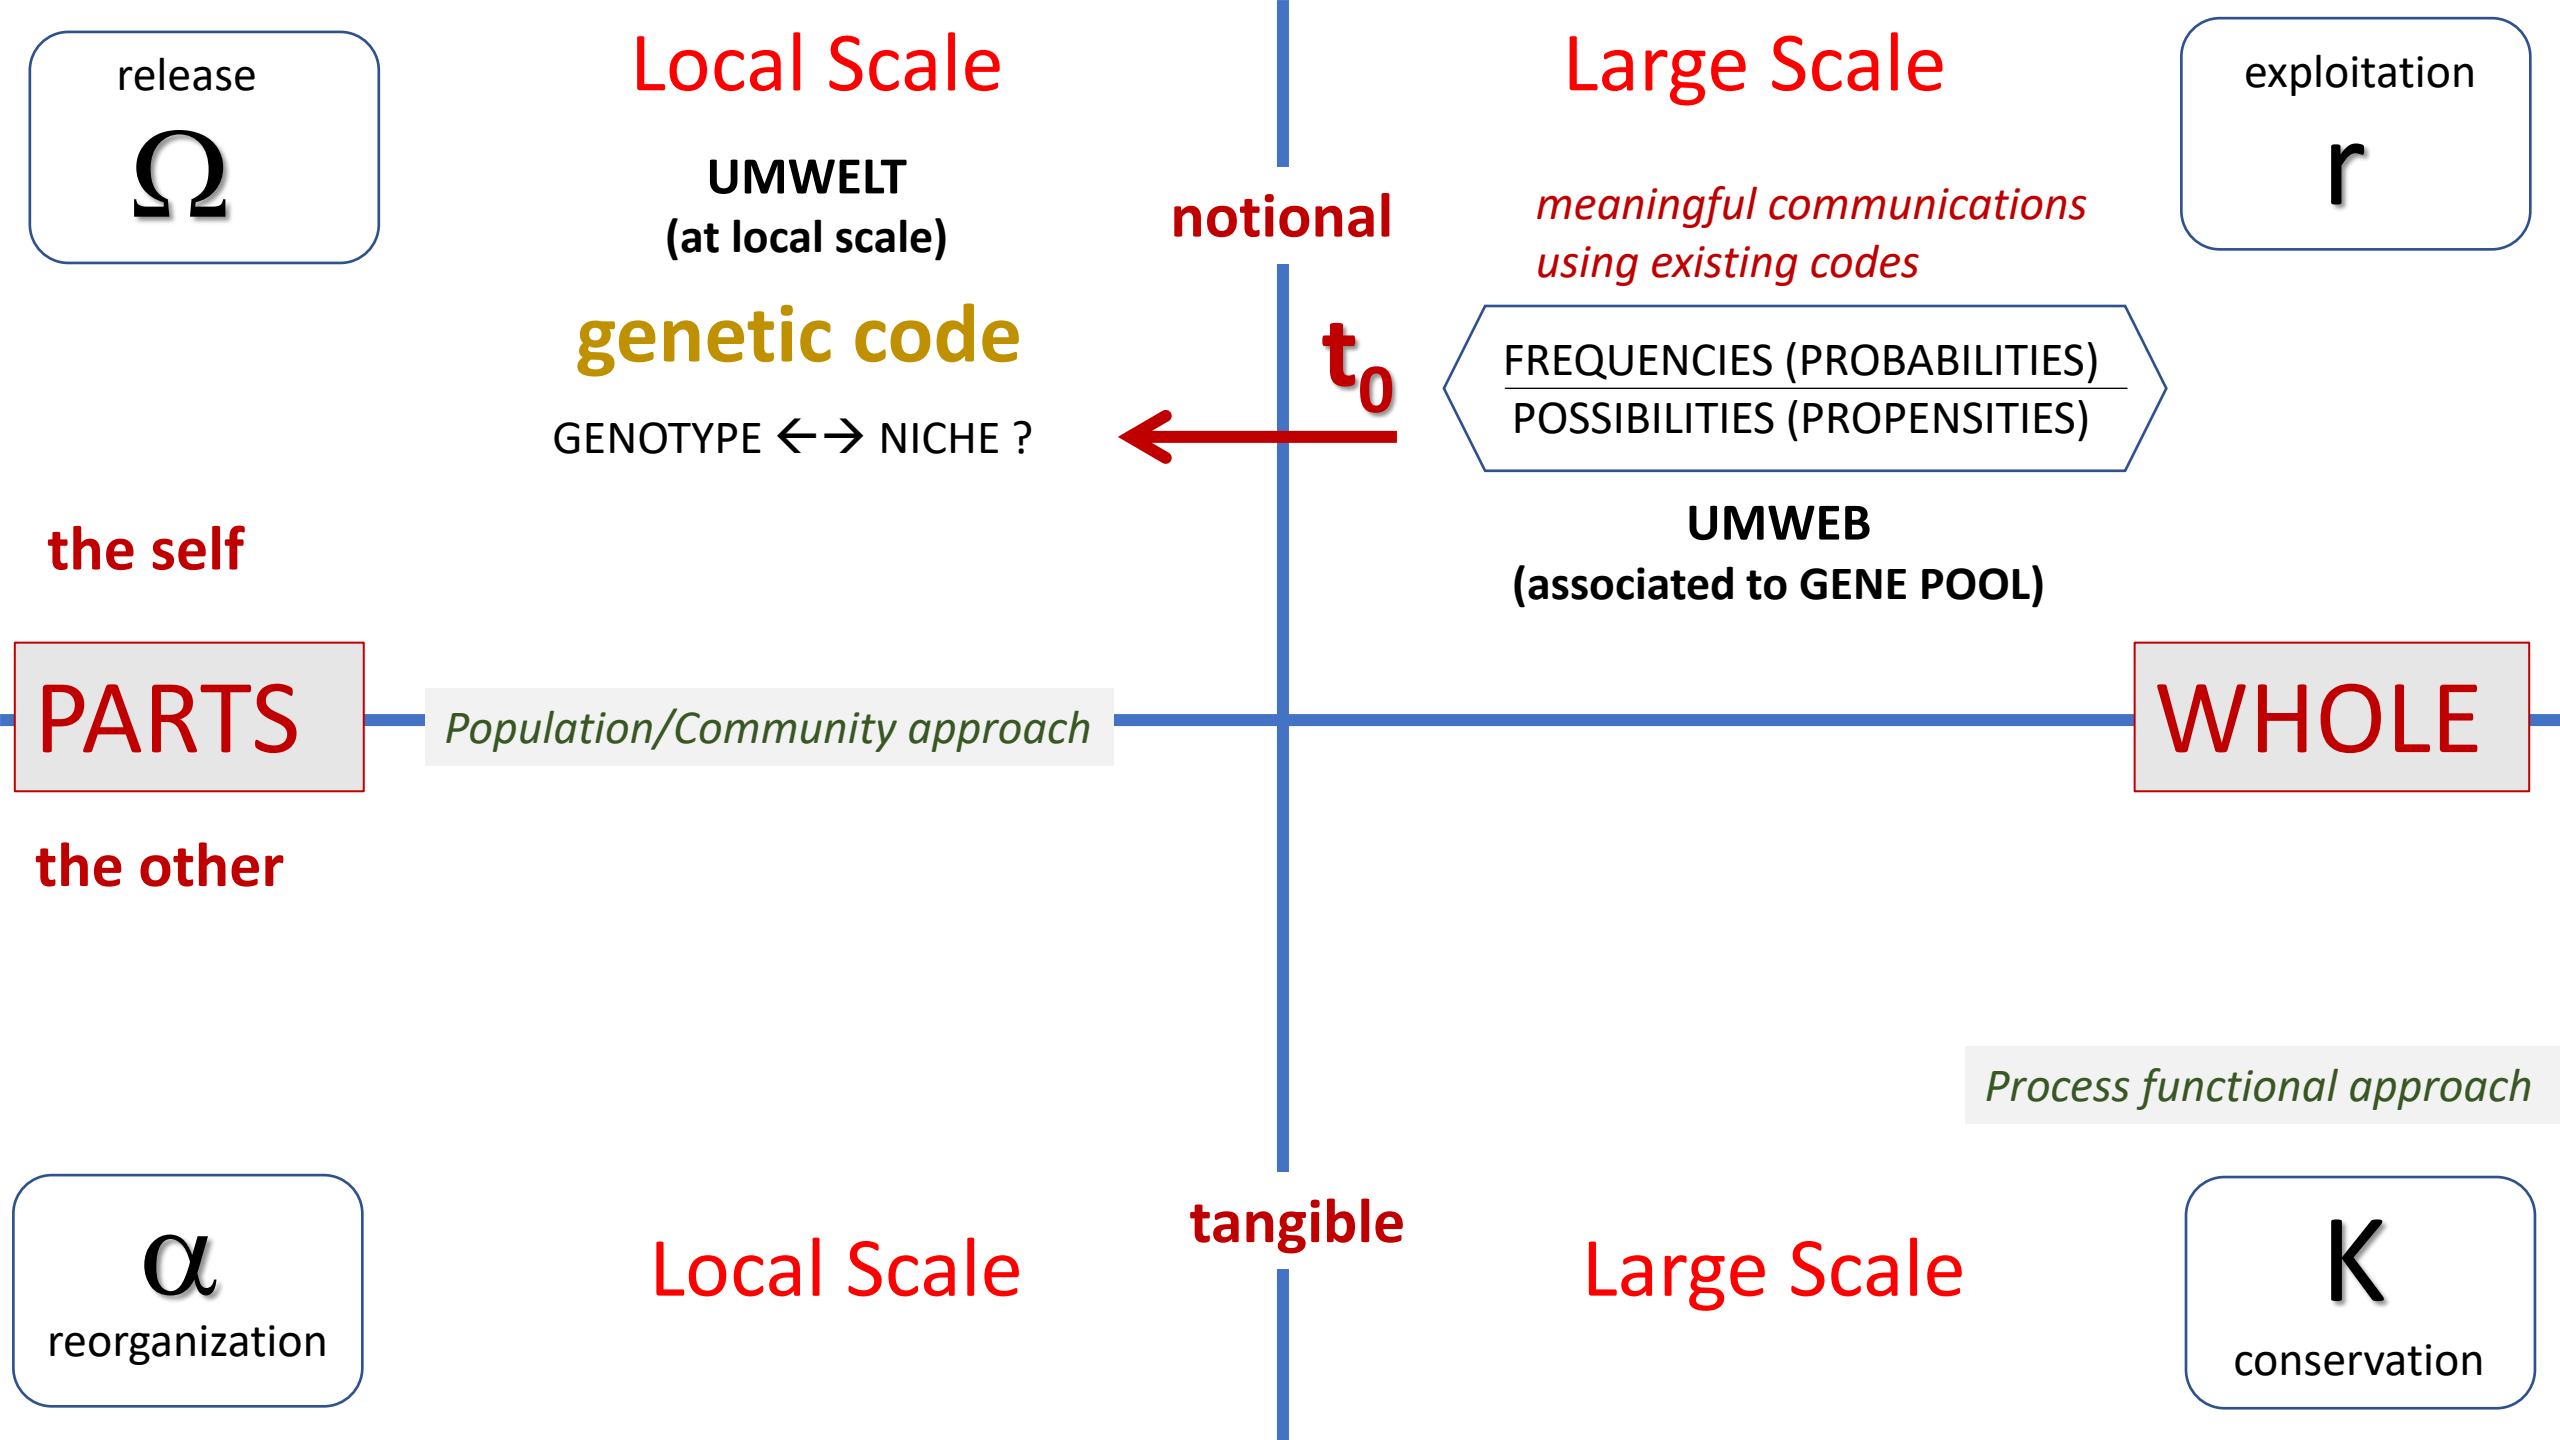 release
Ω
Local Scale
UMWELT
(at local scale)
genetic code
GENOTYPE ←→ NICHE ?
the self
notional
t₀
Large Scale
meaningful communications
using existing codes
FREQUENCIES (PROBABILITIES)
POSSIBILITIES (PROPENSITIES)
UMWEB
(associated to GENE POOL)
exploitation
r
PARTS
Population/Community approach
WHOLE
the other
Process functional approach
α
reorganization
Local Scale
tangible
Large Scale
K
conservation